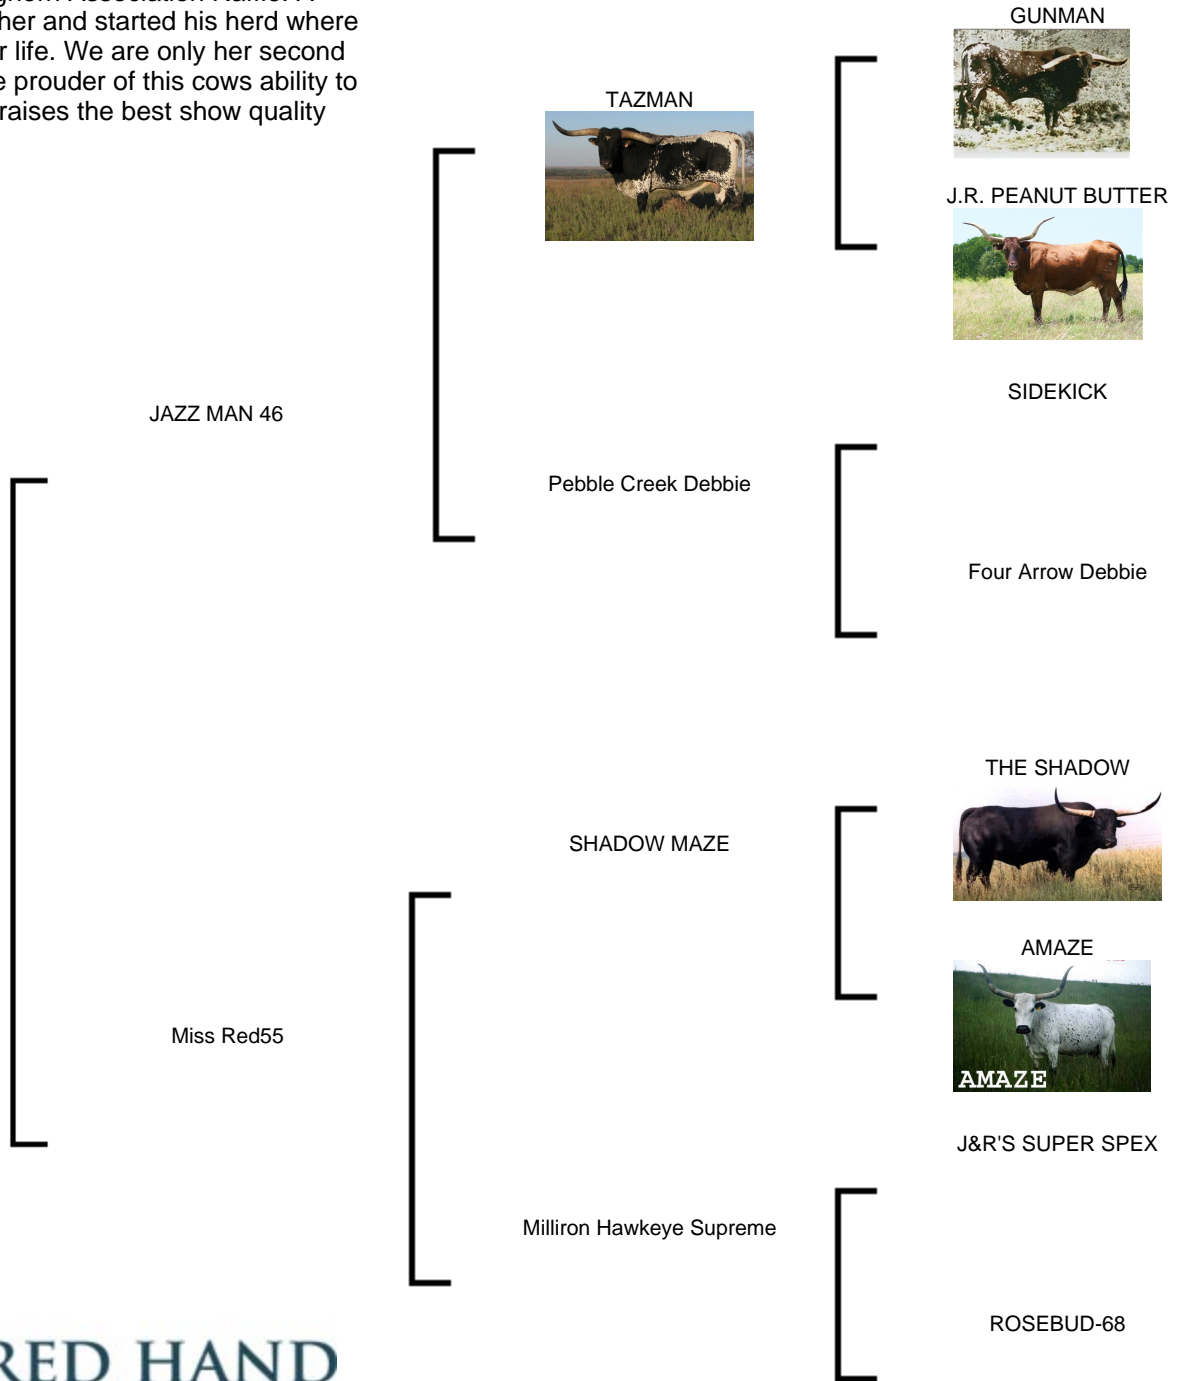 her and started his herd where
r life. We are only her second
prouder of this cows ability to
raises the best show quality
GUNMAN
TAZMAN
J.R. PEANUT BUTTER
SIDEKICK
JAZZ MAN 46
Pebble Creek Debbie
Four Arrow Debbie
THE SHADOW
SHADOW MAZE
AMAZE
AMAZE
Miss Red55
J&R'S SUPER SPEX
Milliron Hawkeye Supreme
ROSEBUD-68
RED HAND